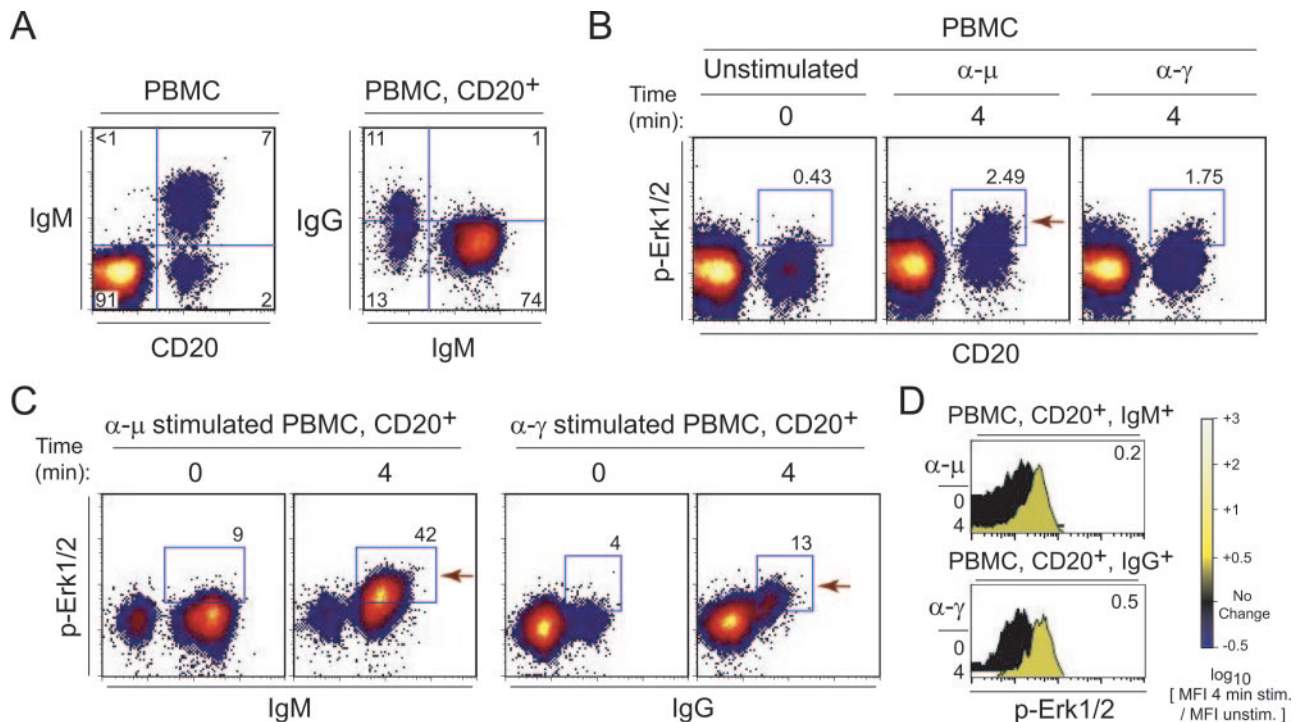 A
PBMC
<1 7
IgM
91 2
CD20
PBMC, CD20+
11 1
IgG
13 74
IgM
B
PBMC
Unstimulated α-μ α-γ
Time
(min): 0 4 4
0.43 2.49 1.75
p-Erk1/2
CD20
C
α-μ stimulated PBMC, CD20+ α-γ stimulated PBMC, CD20+
Time
(min): 0 4 0 4
9 42 4 13
p-Erk1/2
IgM IgG
D
PBMC, CD20+, IgM+
0.2
α-μ
0
4
PBMC, CD20+, IgG+
0.5
α-γ
0
4
p-Erk1/2
+3
+2
+1
+0.5
No
Change
-0.5
log10
[ MFI 4 min stim.
/ MFI unstim. ]